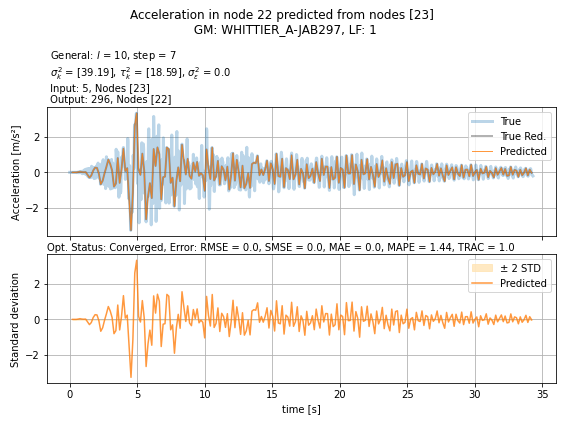 Acceleration in node 22 predicted from nodes [23]
GM: WHITTIER_A-JAB297, LF: 1
General: l = 10, step = 7
σ²ₖ = [39.19], τ²ₖ = [18.59], σ²ε = 0.0
Input: 5, Nodes [23]
Output: 296, Nodes [22]
True
True Red.
Predicted
Acceleration [m/s²]
2
0
−2
Opt. Status: Converged, Error: RMSE = 0.0, SMSE = 0.0, MAE = 0.0, MAPE = 1.44, TRAC = 1.0
± 2 STD
Predicted
Standard deviation
2
0
−2
0 5 10 15 20 25 30 35
time [s]